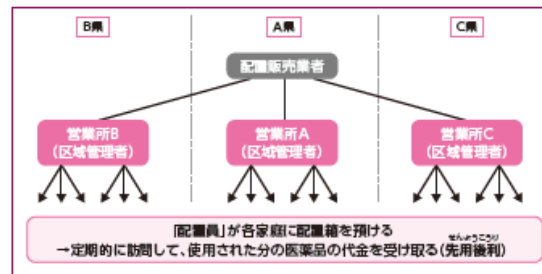 B県
A県
C県
配置販売業者
営業所B
(区域管理者)
営業所A
(区域管理者)
営業所C
(区域管理者)
「配置員」が各家庭に配置箱を預ける
せんようこうり
→定期的に訪問して、使用された分の医薬品の代金を受け取る(先用後利)